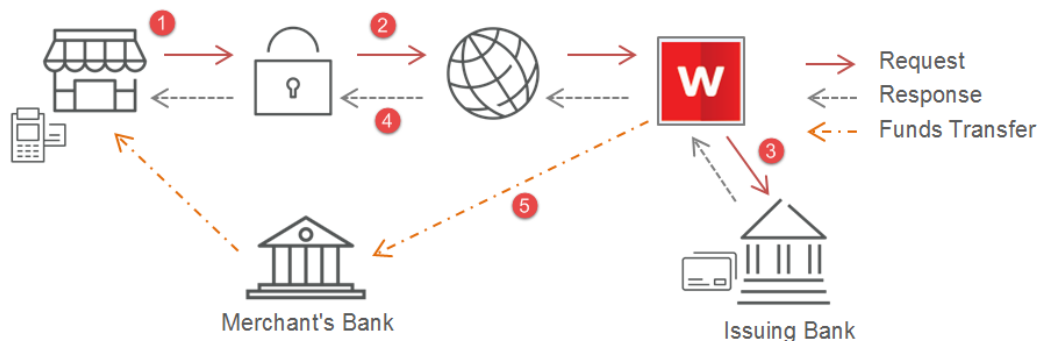 1
2
W
Request
Response
Funds Transfer
4
3
5
Merchant's Bank
Issuing Bank